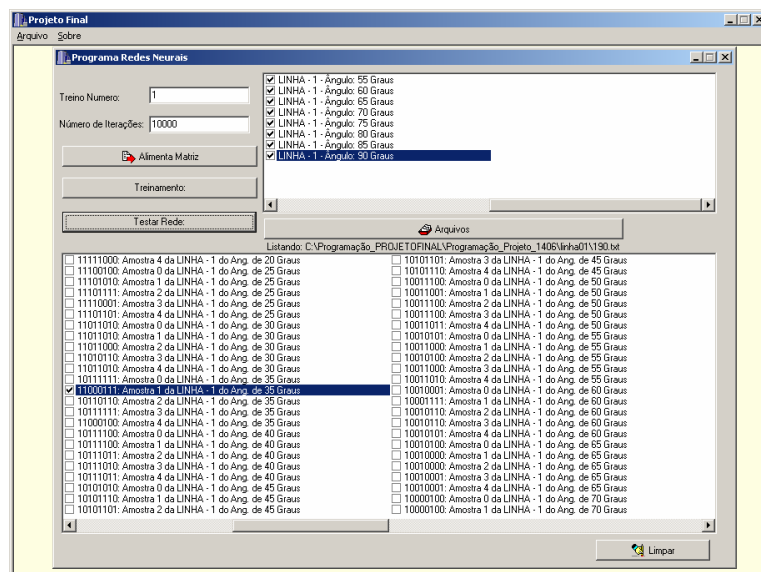 Projeto Final
Arquivo Sobre
Programa Redes Neurais
Treino Numero: 1
Número de Iterações: 10000
Alimenta Matriz
Treinamento:
Testar Rede:
LINHA - 1 - Ângulo: 55 Graus
LINHA - 1 - Ângulo: 60 Graus
LINHA - 1 - Ângulo: 65 Graus
LINHA - 1 - Ângulo: 70 Graus
LINHA - 1 - Ângulo: 75 Graus
LINHA - 1 - Ângulo: 80 Graus
LINHA - 1 - Ângulo: 85 Graus
LINHA - 1 - Ângulo: 90 Graus
Arquivos
Listando: C:\Programação_PROJETOFINAL\Programação_Projeto_1406\linha01\190.txt
11111000: Amostra 4 da LINHA - 1 do Ang. de 20 Graus
11100100: Amostra 0 da LINHA - 1 do Ang. de 25 Graus
11101010: Amostra 1 da LINHA - 1 do Ang. de 25 Graus
11101111: Amostra 2 da LINHA - 1 do Ang. de 25 Graus
11110001: Amostra 3 da LINHA - 1 do Ang. de 25 Graus
11101101: Amostra 4 da LINHA - 1 do Ang. de 25 Graus
11011010: Amostra 0 da LINHA - 1 do Ang. de 30 Graus
11011010: Amostra 1 da LINHA - 1 do Ang. de 30 Graus
11011000: Amostra 2 da LINHA - 1 do Ang. de 30 Graus
11010110: Amostra 3 da LINHA - 1 do Ang. de 30 Graus
11011010: Amostra 4 da LINHA - 1 do Ang. de 30 Graus
10111111: Amostra 0 da LINHA - 1 do Ang. de 35 Graus
11000111: Amostra 1 da LINHA - 1 do Ang. de 35 Graus
10110110: Amostra 2 da LINHA - 1 do Ang. de 35 Graus
10111111: Amostra 3 da LINHA - 1 do Ang. de 35 Graus
11000100: Amostra 4 da LINHA - 1 do Ang. de 35 Graus
10111100: Amostra 0 da LINHA - 1 do Ang. de 40 Graus
10111100: Amostra 1 da LINHA - 1 do Ang. de 40 Graus
10111011: Amostra 2 da LINHA - 1 do Ang. de 40 Graus
10111010: Amostra 3 da LINHA - 1 do Ang. de 40 Graus
10111011: Amostra 4 da LINHA - 1 do Ang. de 40 Graus
10101010: Amostra 0 da LINHA - 1 do Ang. de 45 Graus
10101110: Amostra 1 da LINHA - 1 do Ang. de 45 Graus
10101101: Amostra 2 da LINHA - 1 do Ang. de 45 Graus
10101101: Amostra 3 da LINHA - 1 do Ang. de 45 Graus
10101110: Amostra 4 da LINHA - 1 do Ang. de 45 Graus
10011100: Amostra 0 da LINHA - 1 do Ang. de 50 Graus
10011001: Amostra 1 da LINHA - 1 do Ang. de 50 Graus
10011100: Amostra 2 da LINHA - 1 do Ang. de 50 Graus
10011100: Amostra 3 da LINHA - 1 do Ang. de 50 Graus
10011011: Amostra 4 da LINHA - 1 do Ang. de 50 Graus
10010101: Amostra 0 da LINHA - 1 do Ang. de 55 Graus
10011000: Amostra 1 da LINHA - 1 do Ang. de 55 Graus
10010100: Amostra 2 da LINHA - 1 do Ang. de 55 Graus
10011000: Amostra 3 da LINHA - 1 do Ang. de 55 Graus
10011010: Amostra 4 da LINHA - 1 do Ang. de 55 Graus
10010001: Amostra 0 da LINHA - 1 do Ang. de 60 Graus
10001111: Amostra 1 da LINHA - 1 do Ang. de 60 Graus
10010110: Amostra 2 da LINHA - 1 do Ang. de 60 Graus
10010110: Amostra 3 da LINHA - 1 do Ang. de 60 Graus
10010101: Amostra 4 da LINHA - 1 do Ang. de 60 Graus
10010100: Amostra 0 da LINHA - 1 do Ang. de 65 Graus
10010000: Amostra 1 da LINHA - 1 do Ang. de 65 Graus
10010000: Amostra 2 da LINHA - 1 do Ang. de 65 Graus
10010001: Amostra 3 da LINHA - 1 do Ang. de 65 Graus
10010001: Amostra 4 da LINHA - 1 do Ang. de 65 Graus
10000100: Amostra 0 da LINHA - 1 do Ang. de 70 Graus
10000100: Amostra 1 da LINHA - 1 do Ang. de 70 Graus
Limpar